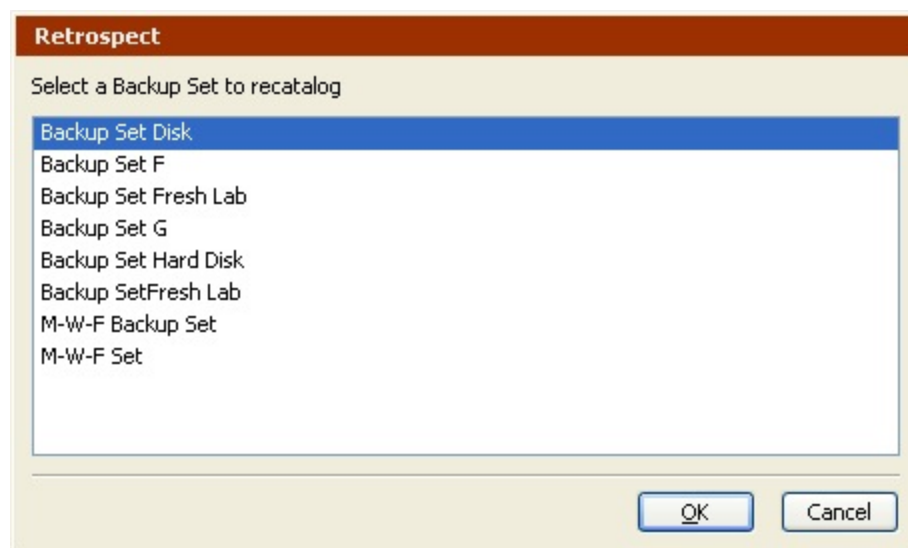 Retrospect
Select a Backup Set to recatalog
Backup Set Disk
Backup Set F
Backup Set Fresh Lab
Backup Set G
Backup Set Hard Disk
Backup SetFresh Lab
M-W-F Backup Set
M-W-F Set
OK Cancel